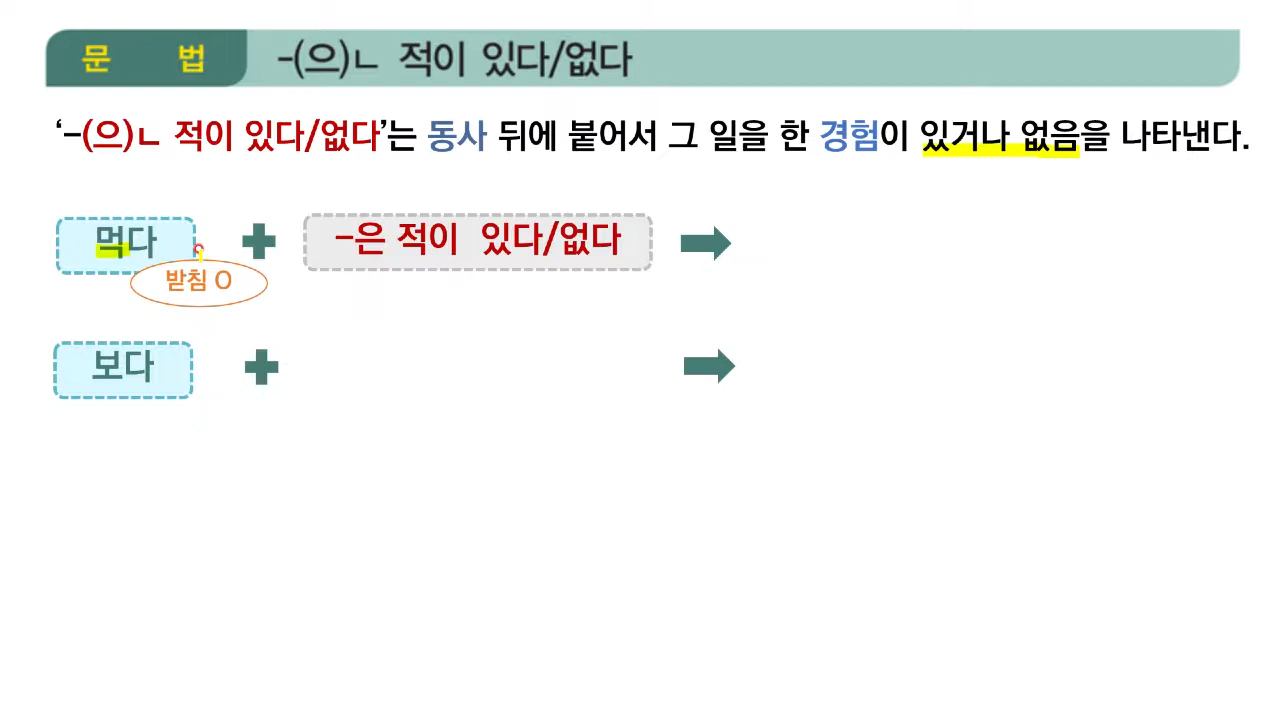 문 법 -(으)ㄴ 적이 있다/없다
‘-(으)ㄴ 적이 있다/없다’는 동사 뒤에 붙어서 그 일을 한 경험이 있거나 없음을 나타낸다.
먹다 + -은 적이 있다/없다
받침 O
보다 +